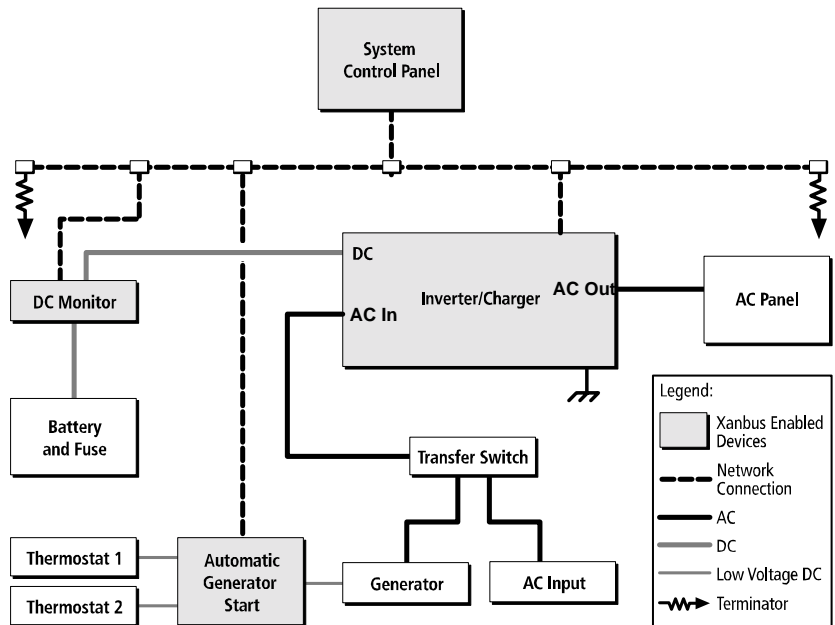 System
Control Panel
DC
DC Monitor
AC In
Inverter/Charger
AC Out
AC Panel
Battery
and Fuse
Transfer Switch
Thermostat 1
Thermostat 2
Automatic
Generator
Start
Generator
AC Input
Legend:
Xanbus Enabled
Devices
Network
Connection
AC
DC
Low Voltage DC
Terminator